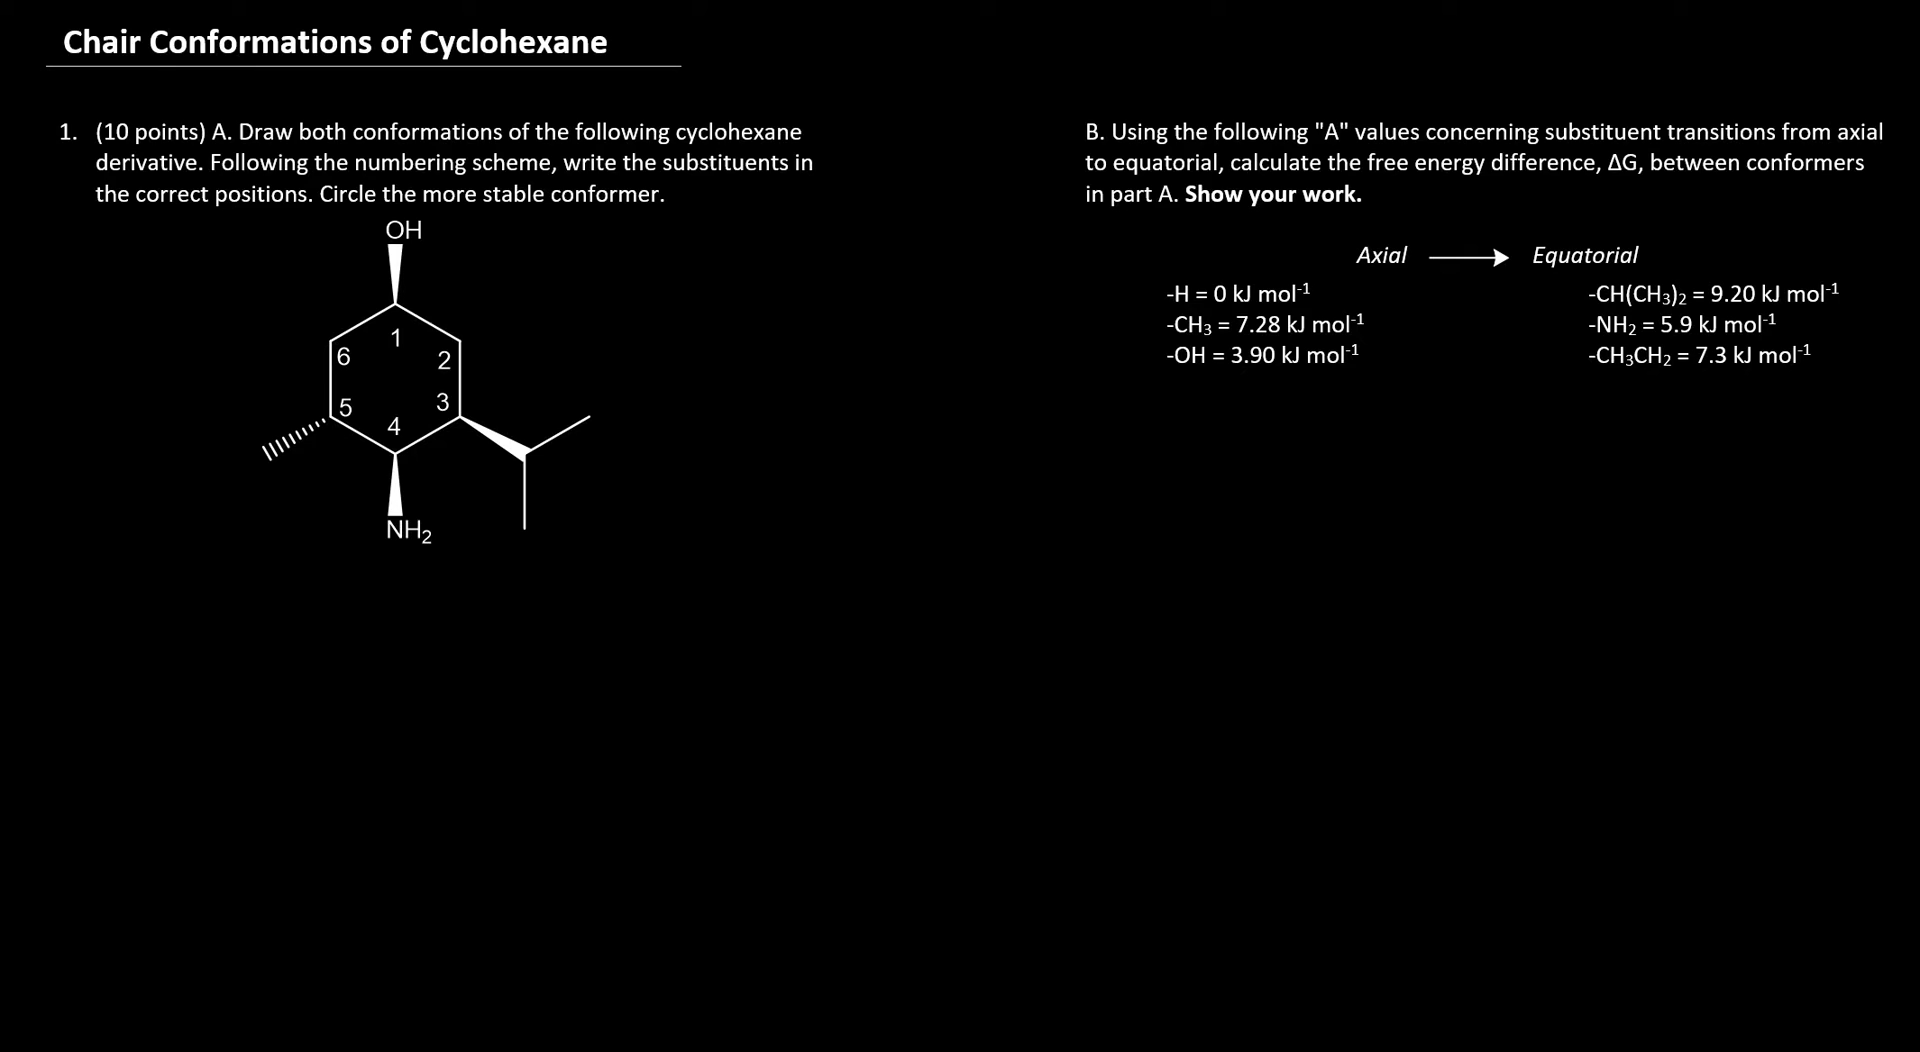 Chair Conformations of Cyclohexane
1. (10 points) A. Draw both conformations of the following cyclohexane
derivative. Following the numbering scheme, write the substituents in
the correct positions. Circle the more stable conformer.
OH
1
6
2
5
3
4
NH₂
B. Using the following "A" values concerning substituent transitions from axial
to equatorial, calculate the free energy difference, ΔG, between conformers
in part A. Show your work.
Axial ⟶ Equatorial
-H = 0 kJ mol⁻¹
-CH₃ = 7.28 kJ mol⁻¹
-OH = 3.90 kJ mol⁻¹
-CH(CH₃)₂ = 9.20 kJ mol⁻¹
-NH₂ = 5.9 kJ mol⁻¹
-CH₃CH₂ = 7.3 kJ mol⁻¹